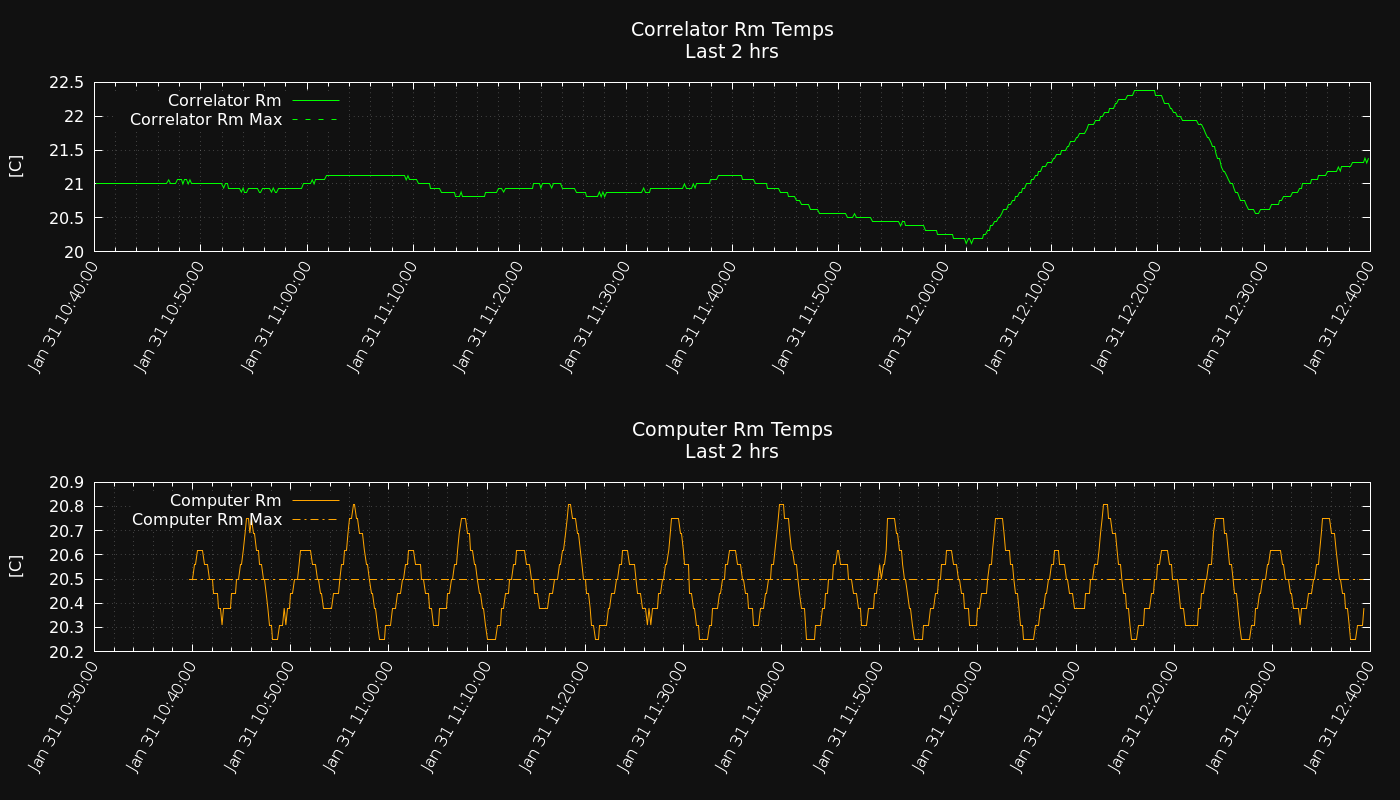 Correlator Rm Temps
Last 2 hrs
22.5
22
21.5
21
20.5
20
[C]
Correlator Rm
Correlator Rm Max
Jan 31 10:40:00
Jan 31 10:50:00
Jan 31 11:00:00
Jan 31 11:10:00
Jan 31 11:20:00
Jan 31 11:30:00
Jan 31 11:40:00
Jan 31 11:50:00
Jan 31 12:00:00
Jan 31 12:10:00
Jan 31 12:20:00
Jan 31 12:30:00
Jan 31 12:40:00
Computer Rm Temps
Last 2 hrs
20.9
20.8
20.7
20.6
20.5
20.4
20.3
20.2
[C]
Computer Rm
Computer Rm Max
Jan 31 10:30:00
Jan 31 10:40:00
Jan 31 10:50:00
Jan 31 11:00:00
Jan 31 11:10:00
Jan 31 11:20:00
Jan 31 11:30:00
Jan 31 11:40:00
Jan 31 11:50:00
Jan 31 12:00:00
Jan 31 12:10:00
Jan 31 12:20:00
Jan 31 12:30:00
Jan 31 12:40:00